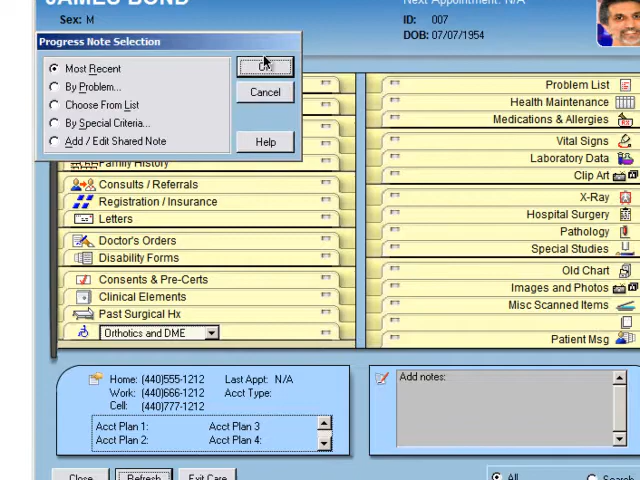 JAMES BOND
Next Appointment: N/A
Sex: M
ID: 007
DOB: 07/07/1954
Progress Note Selection
Most Recent
By Problem...
Choose From List
By Special Criteria...
Add / Edit Shared Note
Cancel
Help
Family History
Consults / Referrals
Registration / Insurance
Letters
Doctor's Orders
Disability Forms
Consents & Pre-Certs
Clinical Elements
Past Surgical Hx
Orthotics and DME
Problem List
Health Maintenance
Medications & Allergies
Vital Signs
Laboratory Data
Clip Art
X-Ray
Hospital Surgery
Pathology
Special Studies
Old Chart
Images and Photos
Misc Scanned Items
Patient Msg
Home: (440)555-1212 Last Appt: N/A
Work: (440)666-1212 Acct Type:
Cell: (440)777-1212
Acct Plan 1: Acct Plan 3
Acct Plan 2: Acct Plan 4:
Add notes:
Close Refresh Exit Care
All Search